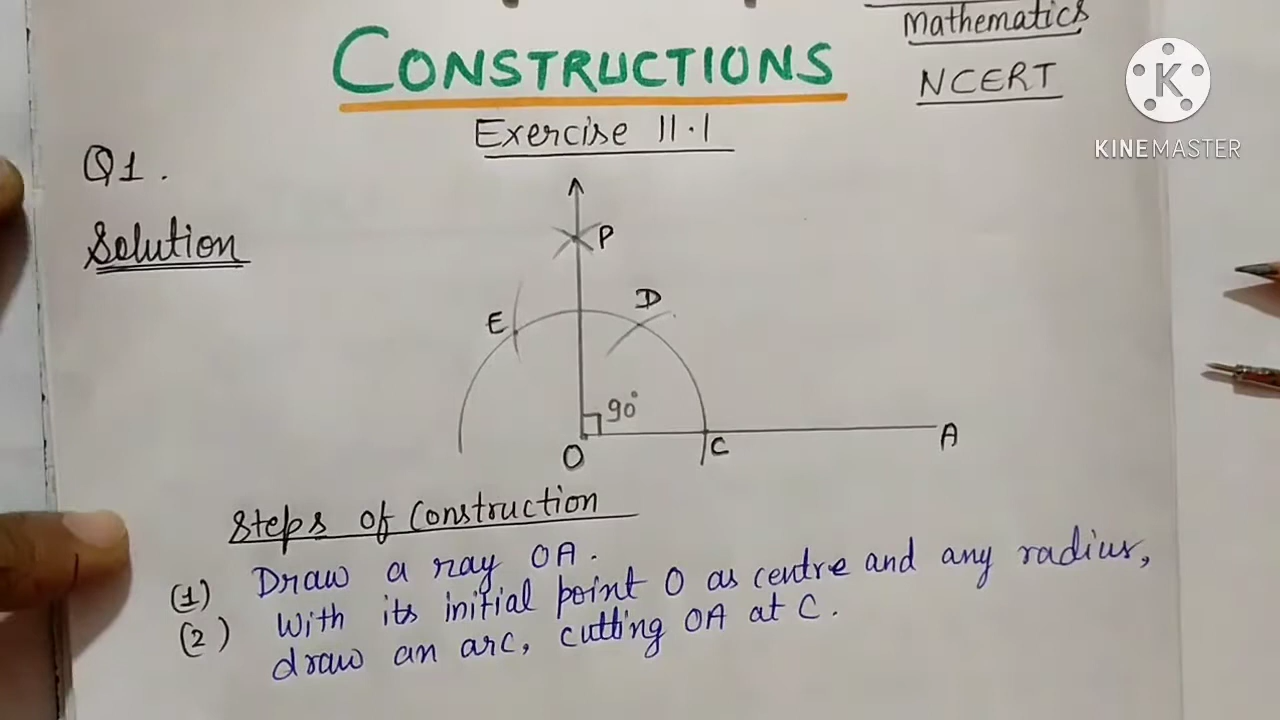 Mathematics
CONSTRUCTIONS
NCERT
K
KINEMASTER
Exercise 11.1
Q1.
Solution
P
D
E
90°
O
C
A
Steps of Construction
(1) Draw a ray OA.
(2) With its initial point O as centre and any radius,
draw an arc, cutting OA at C.